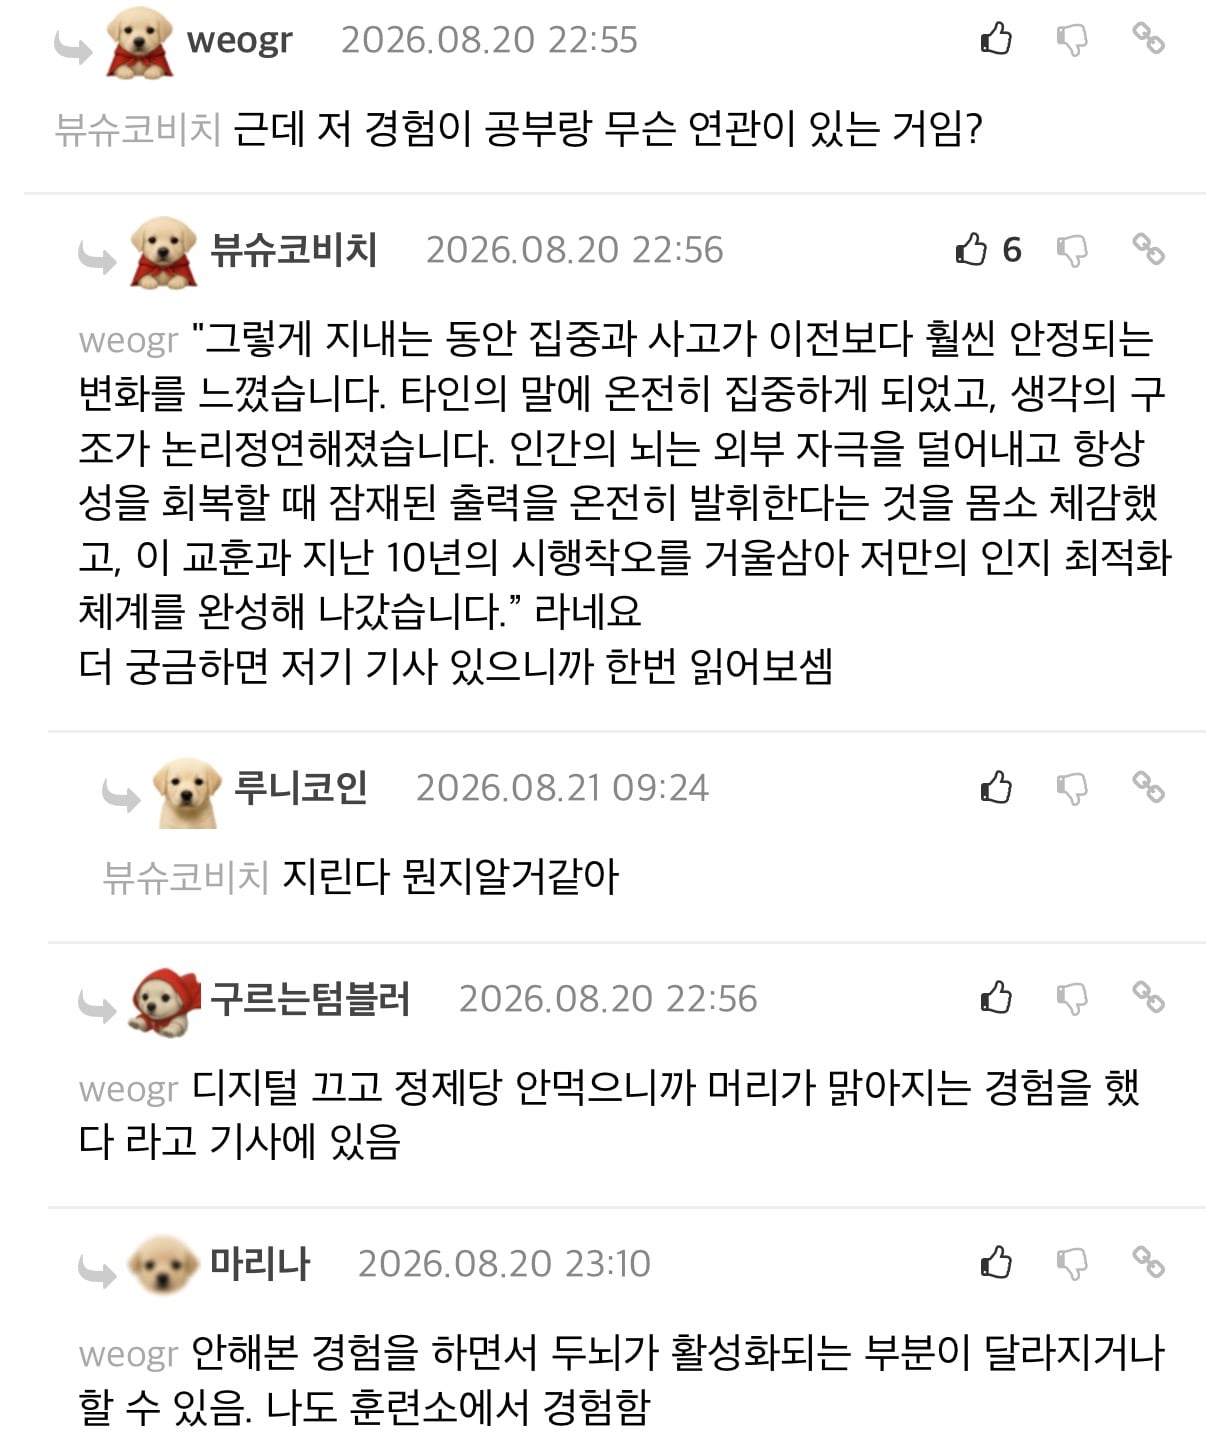 weogr 2026.08.20 22:55
뷰슈코비치 근데 저 경험이 공부랑 무슨 연관이 있는 거임?
뷰슈코비치 2026.08.20 22:56 6
weogr "그렇게 지내는 동안 집중과 사고가 이전보다 훨씬 안정되는
변화를 느꼈습니다. 타인의 말에 온전히 집중하게 되었고, 생각의 구
조가 논리정연해졌습니다. 인간의 뇌는 외부 자극을 덜어내고 항상
성을 회복할 때 잠재된 출력을 온전히 발휘한다는 것을 몸소 체감했
고, 이 교훈과 지난 10년의 시행착오를 거울삼아 저만의 인지 최적화
체계를 완성해 나갔습니다.” 라네요
더 궁금하면 저기 기사 있으니까 한번 읽어보셈
루니코인 2026.08.21 09:24
뷰슈코비치 지린다 뭔지알거같아
구르는텀블러 2026.08.20 22:56
weogr 디지털 끄고 정제당 안먹으니까 머리가 맑아지는 경험을 했
다 라고 기사에 있음
마리나 2026.08.20 23:10
weogr 안해본 경험을 하면서 두뇌가 활성화되는 부분이 달라지거나
할 수 있음. 나도 훈련소에서 경험함